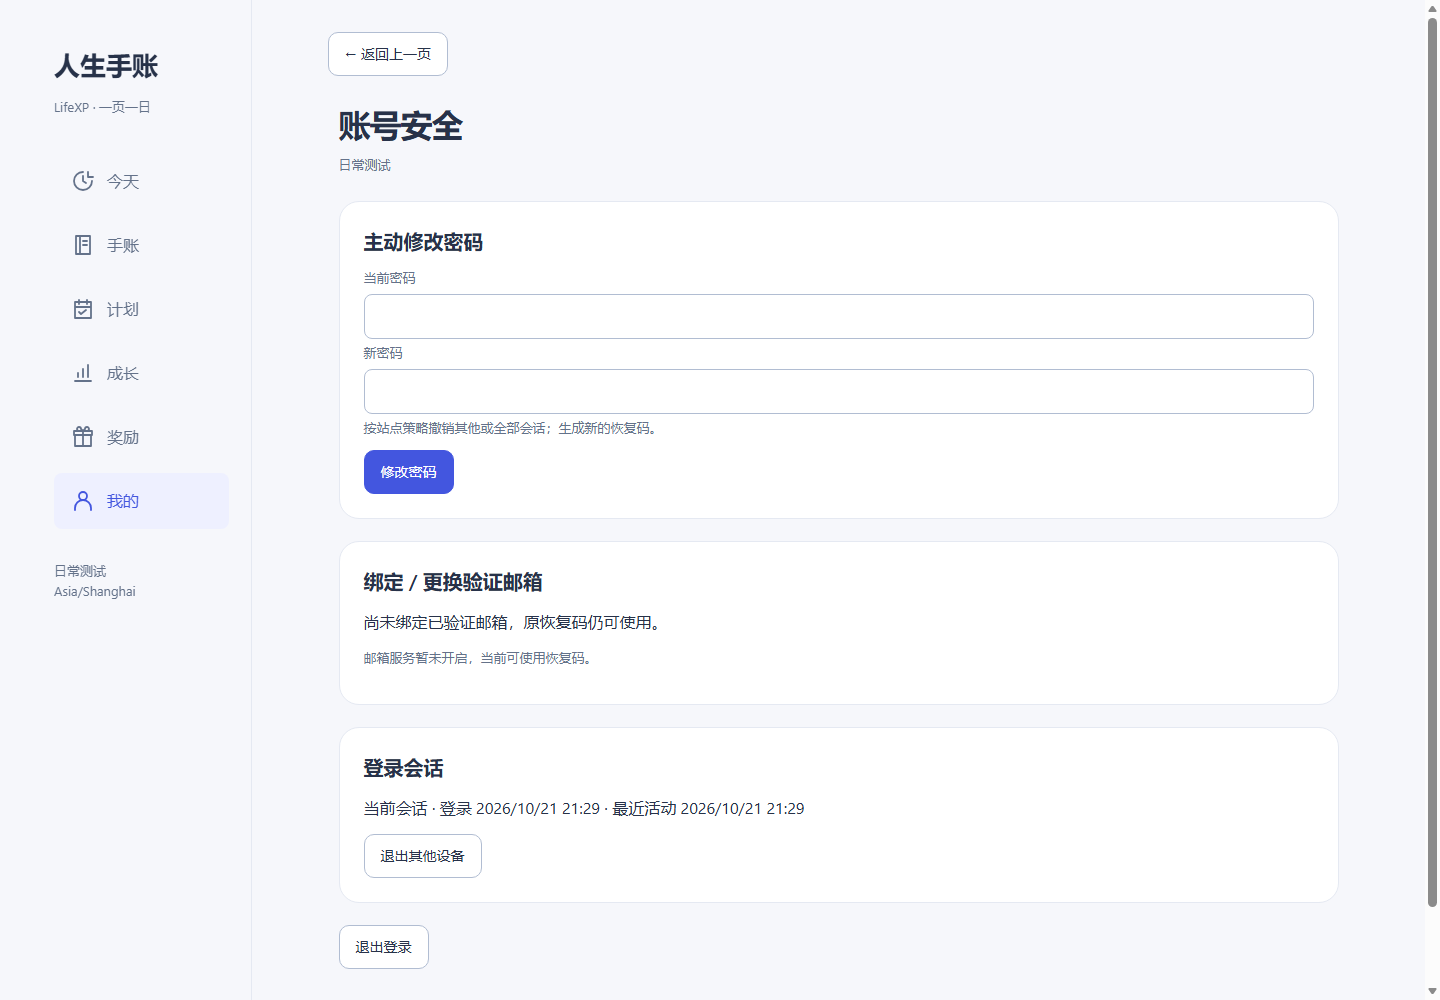 人生手账
LifeXP · 一页一日
今天
手账
计划
成长
奖励
我的
日常测试
Asia/Shanghai
← 返回上一页
账号安全
日常测试
主动修改密码
当前密码
新密码
按站点策略撤销其他或全部会话；生成新的恢复码。
修改密码
绑定 / 更换验证邮箱
尚未绑定已验证邮箱，原恢复码仍可使用。
邮箱服务暂未开启，当前可使用恢复码。
登录会话
当前会话 · 登录 2026/10/21 21:29 · 最近活动 2026/10/21 21:29
退出其他设备
退出登录